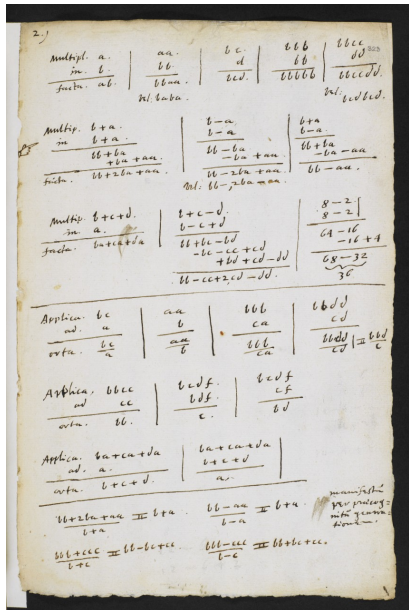 2.)
multipl. a. | aa. | bc | bbb | bbcc
in. b. | bb. | d | bb | dd
facta. ab. | bbaa. | bcd. | bbbbb | bbccdd.
vel: baba. vel: bcdbcd.
Multip. b+a. | b-a | b+a
in b+a. | b-a | b-a.
bb+ba | bb-ba | bb+ba
+ba+aa. | -ba+aa. | -ba-aa
facta. bb+2ba+aa | bb-2ba+aa | bb-aa.
Multip. b+c+d. | b+c-d. | 8-2
in a. | b-c+d | 8-2
facta. ba+ca+da | bb+bc-bd | 64-16
-bc-cc+cd | -16+4
+bd+cd-dd | 68-32
bb-cc+2cd-dd. | 36
Applica. bc | aa | bbb | bbdd
ad. a | b | ca | cd
orta. bc/a | aa/b | bbb/ca | bbdd/cd = bbd/c
Applica. bbcc | bcdf. | bcdf
ad cc | bdf. | cf
orta. bb. | c. | bd
Applica. ba+ca+da | ba+ca+da
ad. a. | b+c+d
orta. b+c+d. | a.
bb+2ba+aa/b+a = b+a. bb-aa/b-a = b+a.
bbb+ccc/b+c = bb-bc+cc bbb-ccc/b-c = bb+bc+cc.